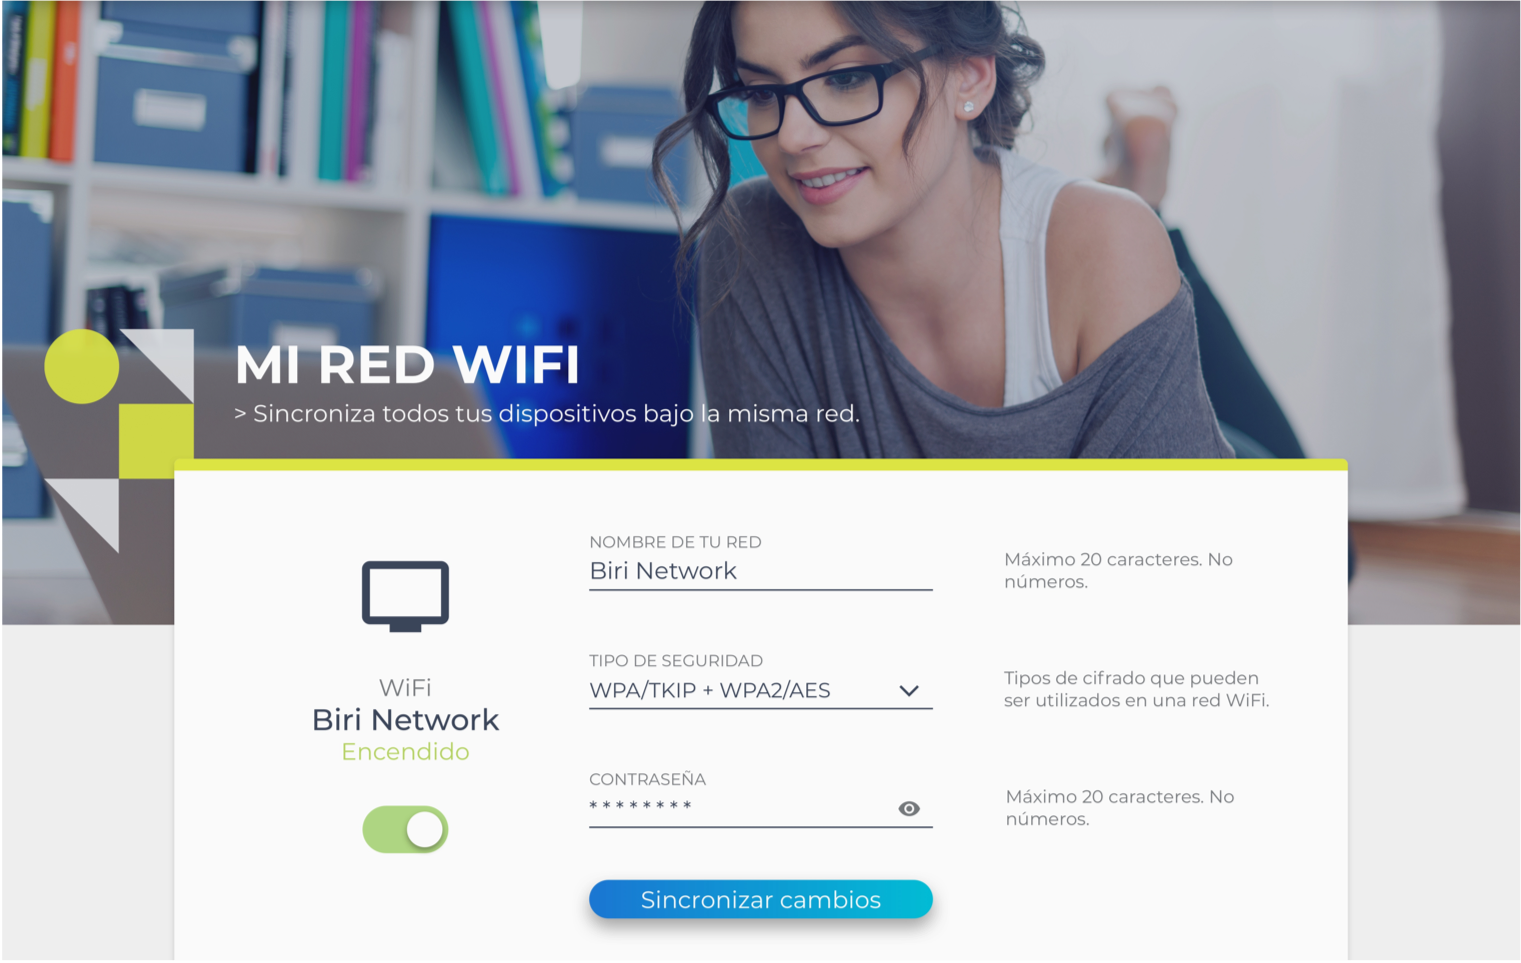 MI RED WIFI
> Sincroniza todos tus dispositivos bajo la misma red.
WiFi
Biri Network
Encendido
NOMBRE DE TU RED
Biri Network
Máximo 20 caracteres. No
números.
TIPO DE SEGURIDAD
WPA/TKIP + WPA2/AES
Tipos de cifrado que pueden
ser utilizados en una red WiFi.
CONTRASEÑA
* * * * * * * *
Máximo 20 caracteres. No
números.
Sincronizar cambios